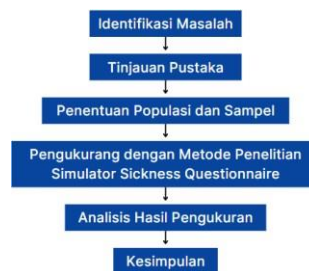 Identifikasi Masalah
Tinjauan Pustaka
Penentuan Populasi dan Sampel
Pengukurang dengan Metode Penelitian
Simulator Sickness Questionnaire
Analisis Hasil Pengukuran
Kesimpulan